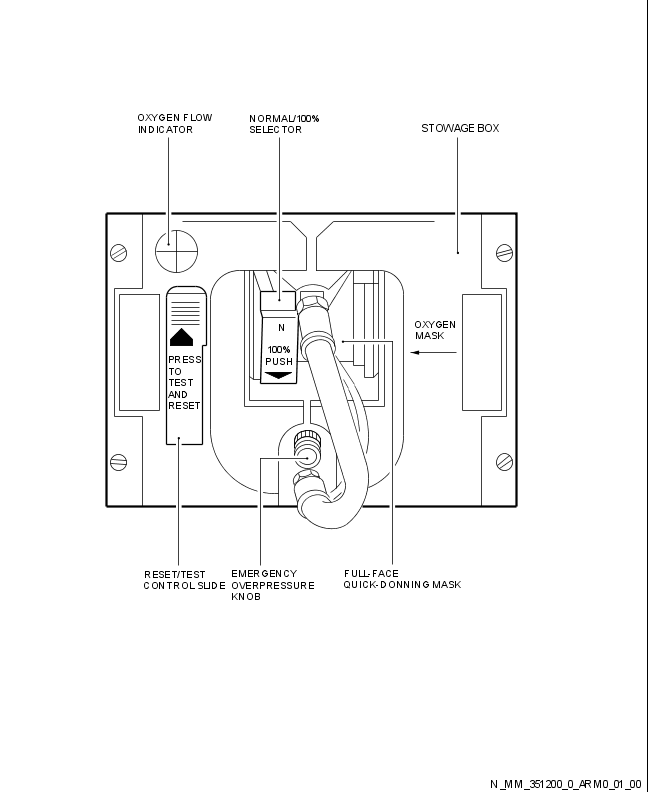 OXYGEN FLOW
INDICATOR
NORMAL/100%
SELECTOR
STOWAGE BOX
N
100%
PUSH
PRESS
TO
TEST
AND
RESET
OXYGEN
MASK
RESET/TEST
CONTROL SLIDE
EMERGENCY
OVERPRESSURE
KNOB
FULL-FACE
QUICK-DONNING MASK
N_MM_351200_0_ARM0_01_00